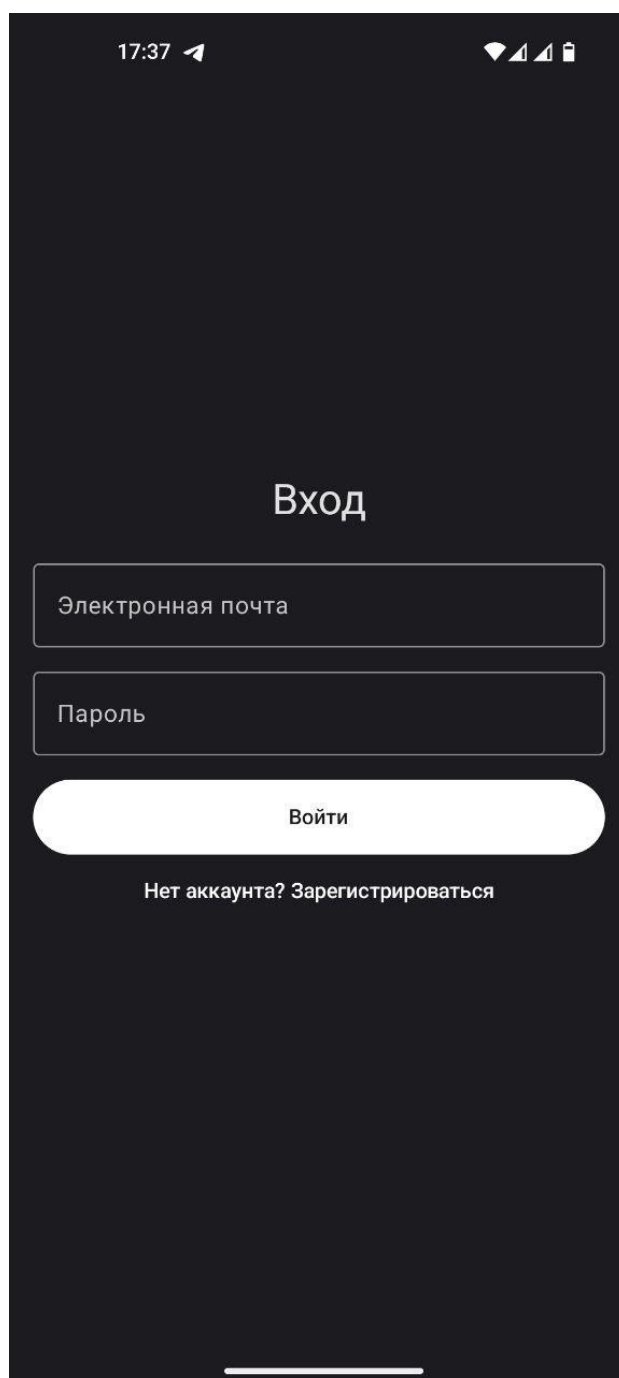 17:37
Вход
Электронная почта
Пароль
Войти
Нет аккаунта? Зарегистрироваться